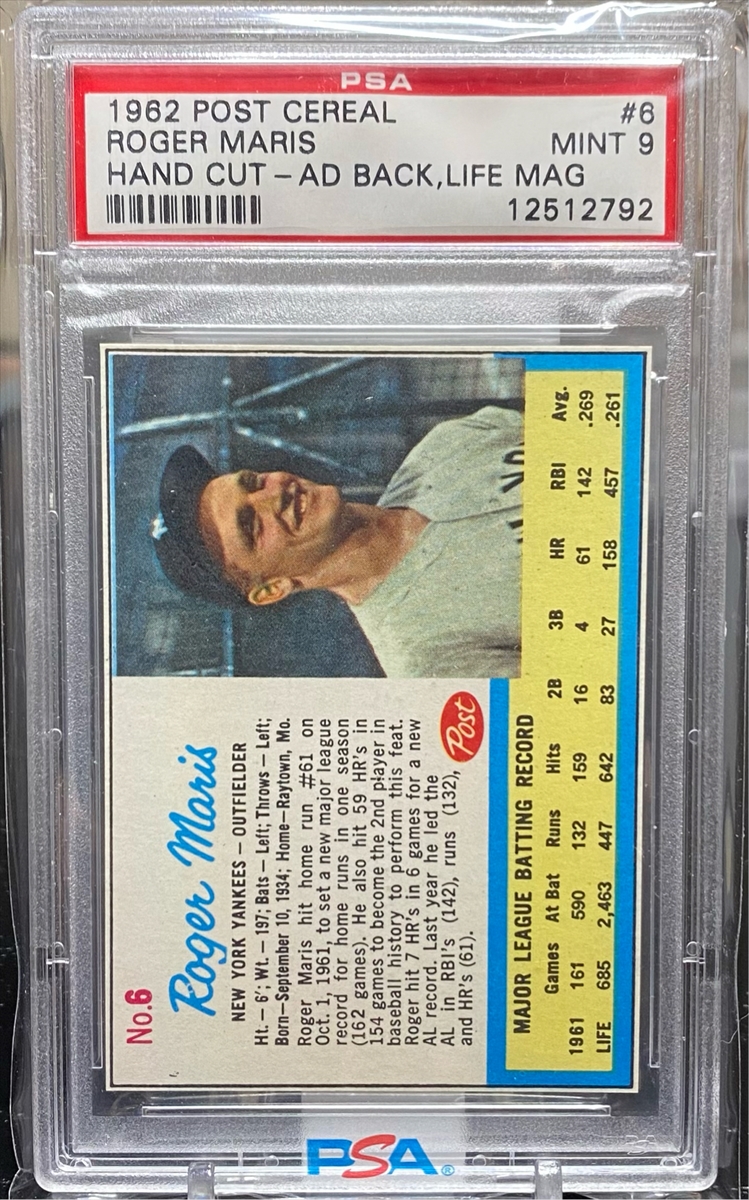 PSA
1962 POST CEREAL #6
ROGER MARIS MINT 9
HAND CUT - AD BACK, LIFE MAG
12512792
No.6
Roger Maris
NEW YORK YANKEES - OUTFIELDER
Ht. - 6'; Wt. - 197; Bats - Left; Throws - Left;
Born-September 10, 1934; Home-Raytown, Mo.
Roger Maris hit home run #61 on
Oct. 1, 1961, to set a new major league
record for home runs in one season
(162 games). He also hit 59 HR's in
154 games to become the 2nd player in
baseball history to perform this feat.
Roger hit 7 HR's in 6 games for a new
AL record. Last year he led the
AL in RBI's (142), runs (132),
and HR's (61).
Post
MAJOR LEAGUE BATTING RECORD
Games At Bat Runs Hits 2B 3B HR RBI Avg.
1961 161 590 132 159 16 4 61 142 .269
LIFE 685 2,463 447 642 83 27 158 457 .261
PSA®